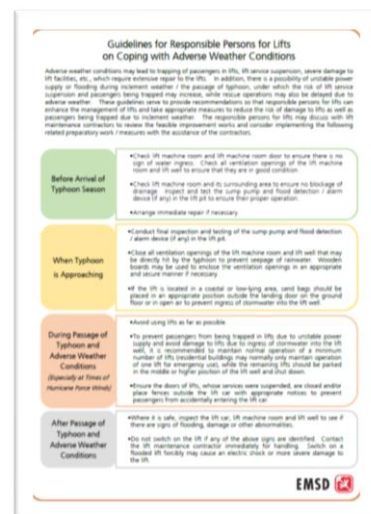 Guidelines for Responsible Persons for Lifts
on Coping with Adverse Weather Conditions
Adverse weather conditions may lead to trapping of passengers in lifts, lift service suspension, severe damage to
lift facilities, etc., which require extensive repair to the lifts. In addition, there is a possibility of unstable power
supply or flooding during inclement weather / the passage of typhoon, under which the risk of lift service
suspension and passengers being trapped may increase, while rescue operations may also be delayed due to
adverse weather. These guidelines serve to provide recommendations so that responsible persons for lifts can
enhance the management of lifts and take appropriate measures to reduce the risk of damage to lifts as well as
passengers being trapped due to inclement weather. The responsible persons for lifts may discuss with lift
maintenance contractors to review the feasible improvement works and consider implementing the following
related preparatory work / measures with the assistance of the contractors.
Before Arrival of
Typhoon Season
•Check lift machine room and lift machine room door to ensure there is no
sign of water ingress. Check all ventilation openings of the lift machine
room and lift well to ensure that they are in good condition.
•Check lift machine room and its surrounding area to ensure no blockage of
drainage. Inspect and test the sump pump and flood detection / alarm
device (if any) in the lift pit to ensure their proper operation.
•Arrange immediate repair if necessary.
When Typhoon
is Approaching
•Conduct final inspection and testing of the sump pump and flood detection
/ alarm device (if any) in the lift pit.
•Close all ventilation openings of the lift machine room and lift well that may
be directly hit by the typhoon to prevent seepage of rainwater. Wooden
boards may be used to enclose the ventilation openings in an appropriate
and secure manner if necessary.
•If the lift is located in a coastal or low-lying area, sand bags should be
placed in an appropriate position outside the landing door on the ground
floor or in open air to prevent ingress of stormwater into the lift well.
During Passage of
Typhoon and
Adverse Weather
Conditions
(Especially at Times of
Hurricane Force Winds)
•Avoid using lifts as far as possible.
•To prevent passengers from being trapped in lifts due to unstable power
supply and avoid damage to lifts due to ingress of stormwater into the lift
well, it is recommended to maintain normal operation of a minimum
number of lifts (residential buildings may normally only maintain operation
of one lift for emergency use), while the remaining lifts should be parked
in the middle or higher position of the lift well and shut down.
•Ensure the doors of lifts, whose services were suspended, are closed and/or
place fences outside the lift car with appropriate notices to prevent
passengers from accidentally entering the lift car.
After Passage of
Typhoon and
Adverse Weather
Conditions
•Where it is safe, inspect the lift car, lift machine room and lift well to see if
there are signs of flooding, damage or other abnormalities.
•Do not switch on the lift if any of the above signs are identified. Contact
the lift maintenance contractor immediately for handling. Switch on a
flooded lift forcibly may cause an electric shock or more severe damage to
the lift.
EMSD